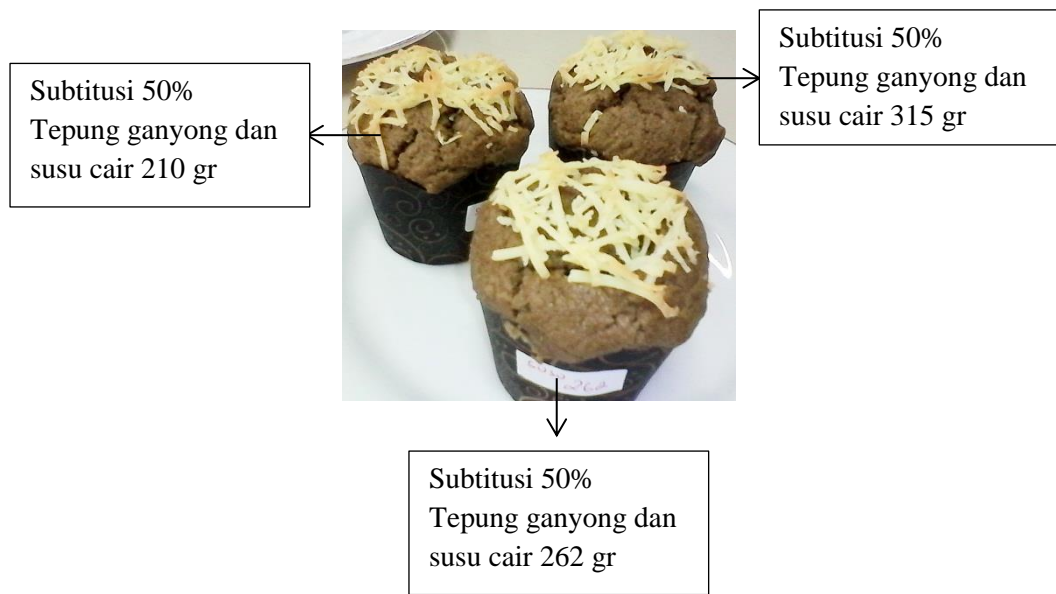 Subtitusi 50%
Tepung ganyong dan
susu cair 210 gr
Subtitusi 50%
Tepung ganyong dan
susu cair 315 gr
262
Subtitusi 50%
Tepung ganyong dan
susu cair 262 gr